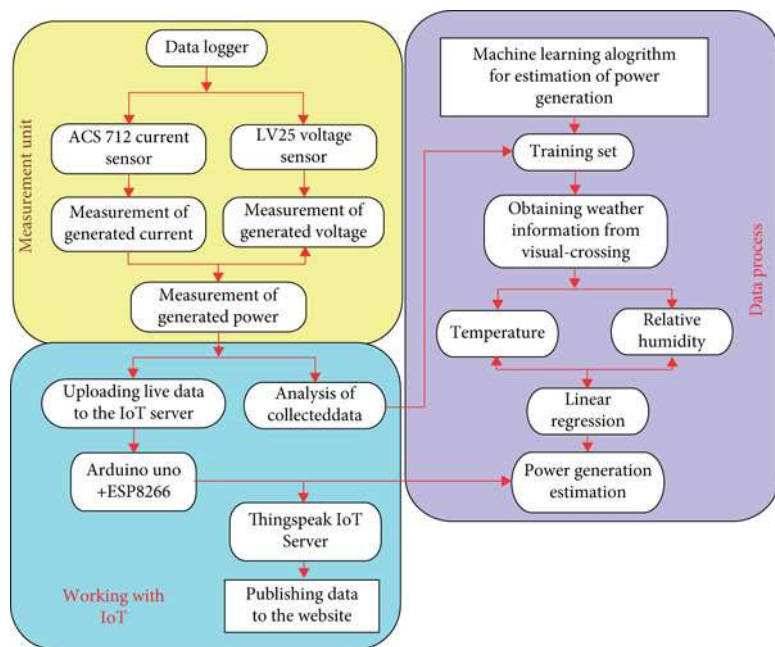 Measurement unit
Data logger
ACS 712 current
sensor
LV25 voltage
sensor
Measurement of
generated current
Measurement of
generated voltage
Measurement of
generated power
Uploading live data
to the IoT server
Analysis of
collecteddata
Arduino uno
+ESP8266
Thingspeak IoT
Server
Publishing data
to the website
Working with
IoT
Machine learning alogrithm
for estimation of power
generation
Training set
Obtaining weather
information from
visual-crossing
Temperature
Relative
humidity
Linear
regression
Power generation
estimation
Data process